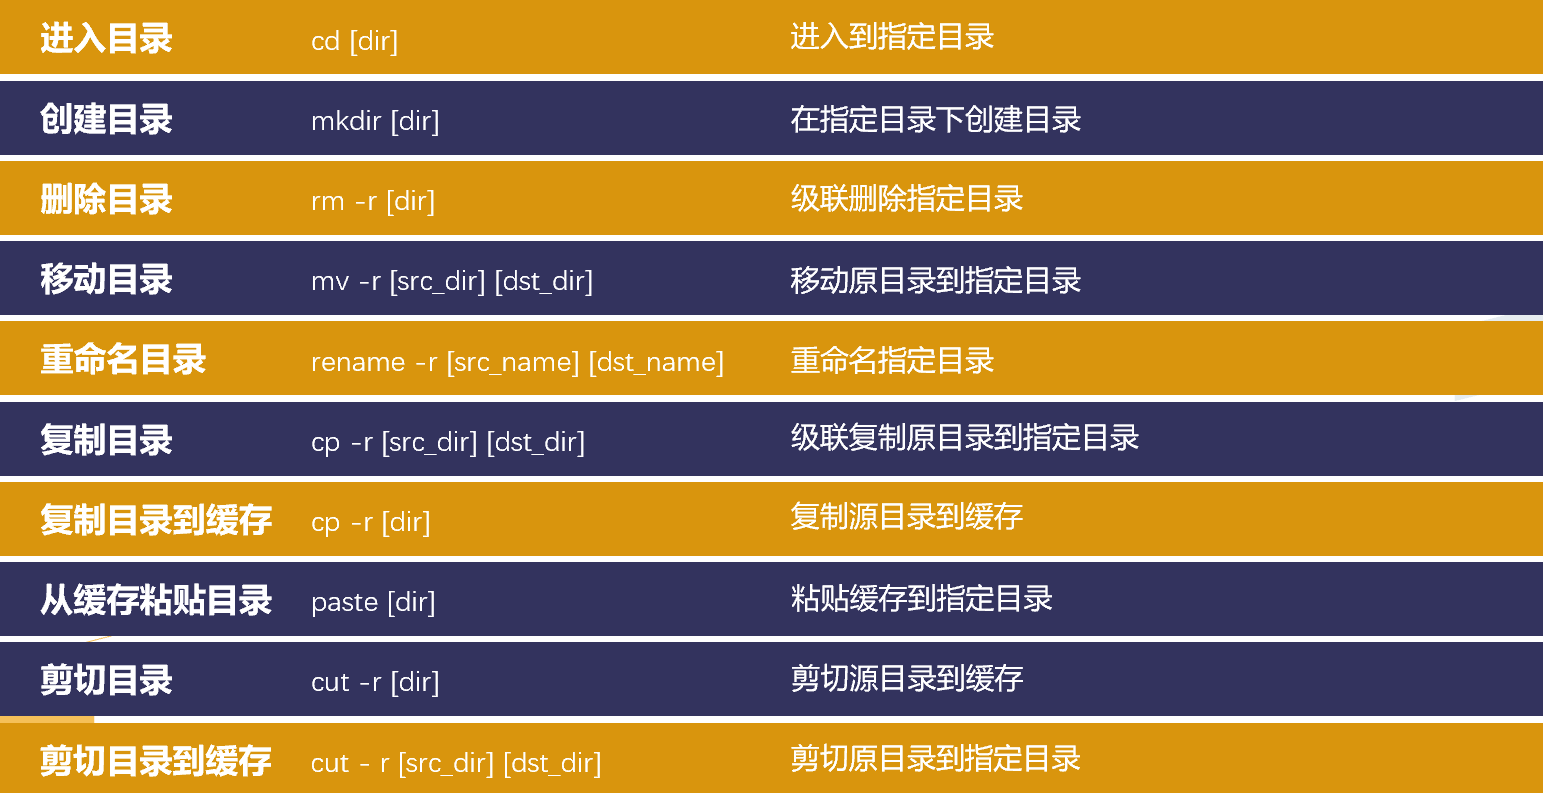 进入目录 cd [dir] 进入到指定目录
创建目录 mkdir [dir] 在指定目录下创建目录
删除目录 rm -r [dir] 级联删除指定目录
移动目录 mv -r [src_dir] [dst_dir] 移动原目录到指定目录
重命名目录 rename -r [src_name] [dst_name] 重命名指定目录
复制目录 cp -r [src_dir] [dst_dir] 级联复制原目录到指定目录
复制目录到缓存 cp -r [dir] 复制源目录到缓存
从缓存粘贴目录 paste [dir] 粘贴缓存到指定目录
剪切目录 cut -r [dir] 剪切源目录到缓存
剪切目录到缓存 cut - r [src_dir] [dst_dir] 剪切原目录到指定目录